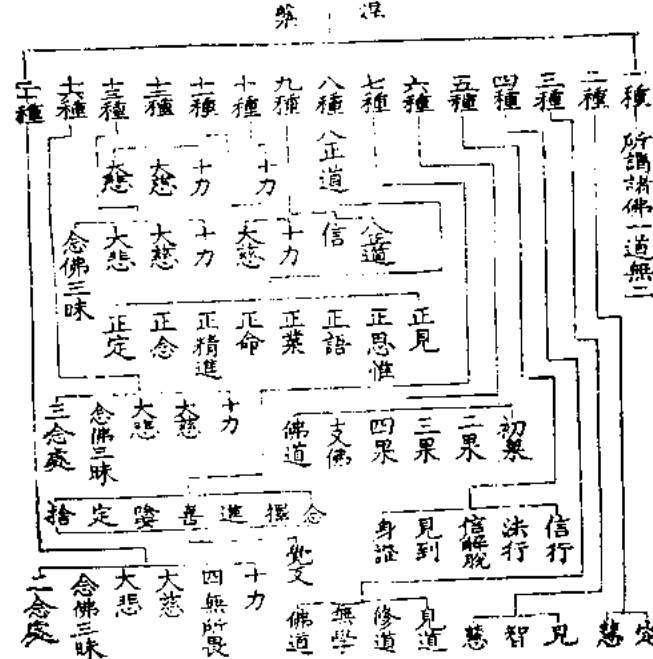 涅槃
一種
二種
三種
四種
五種
六種
七種
八種
九種
十種
十一種
十二種
十三種
十六種
二十種
所謂諸佛一道無二
八正道
十力
十力
大慈
大悲
八正道
信
十力
大慈
十力
大慈
大悲
念佛三昧
正見
正思惟
正語
正業
正命
正精進
正念
正定
初果
二果
三果
四果
支佛
佛道
十力
大慈
大悲
念佛三昧
三念處
信行
法行
信解脫
見到
身證
念
擇
進
喜
定
捨
定
慧
見
智
慧
見道
修道
無學
佛道
十力
四無所畏
大慈
大悲
念佛三昧